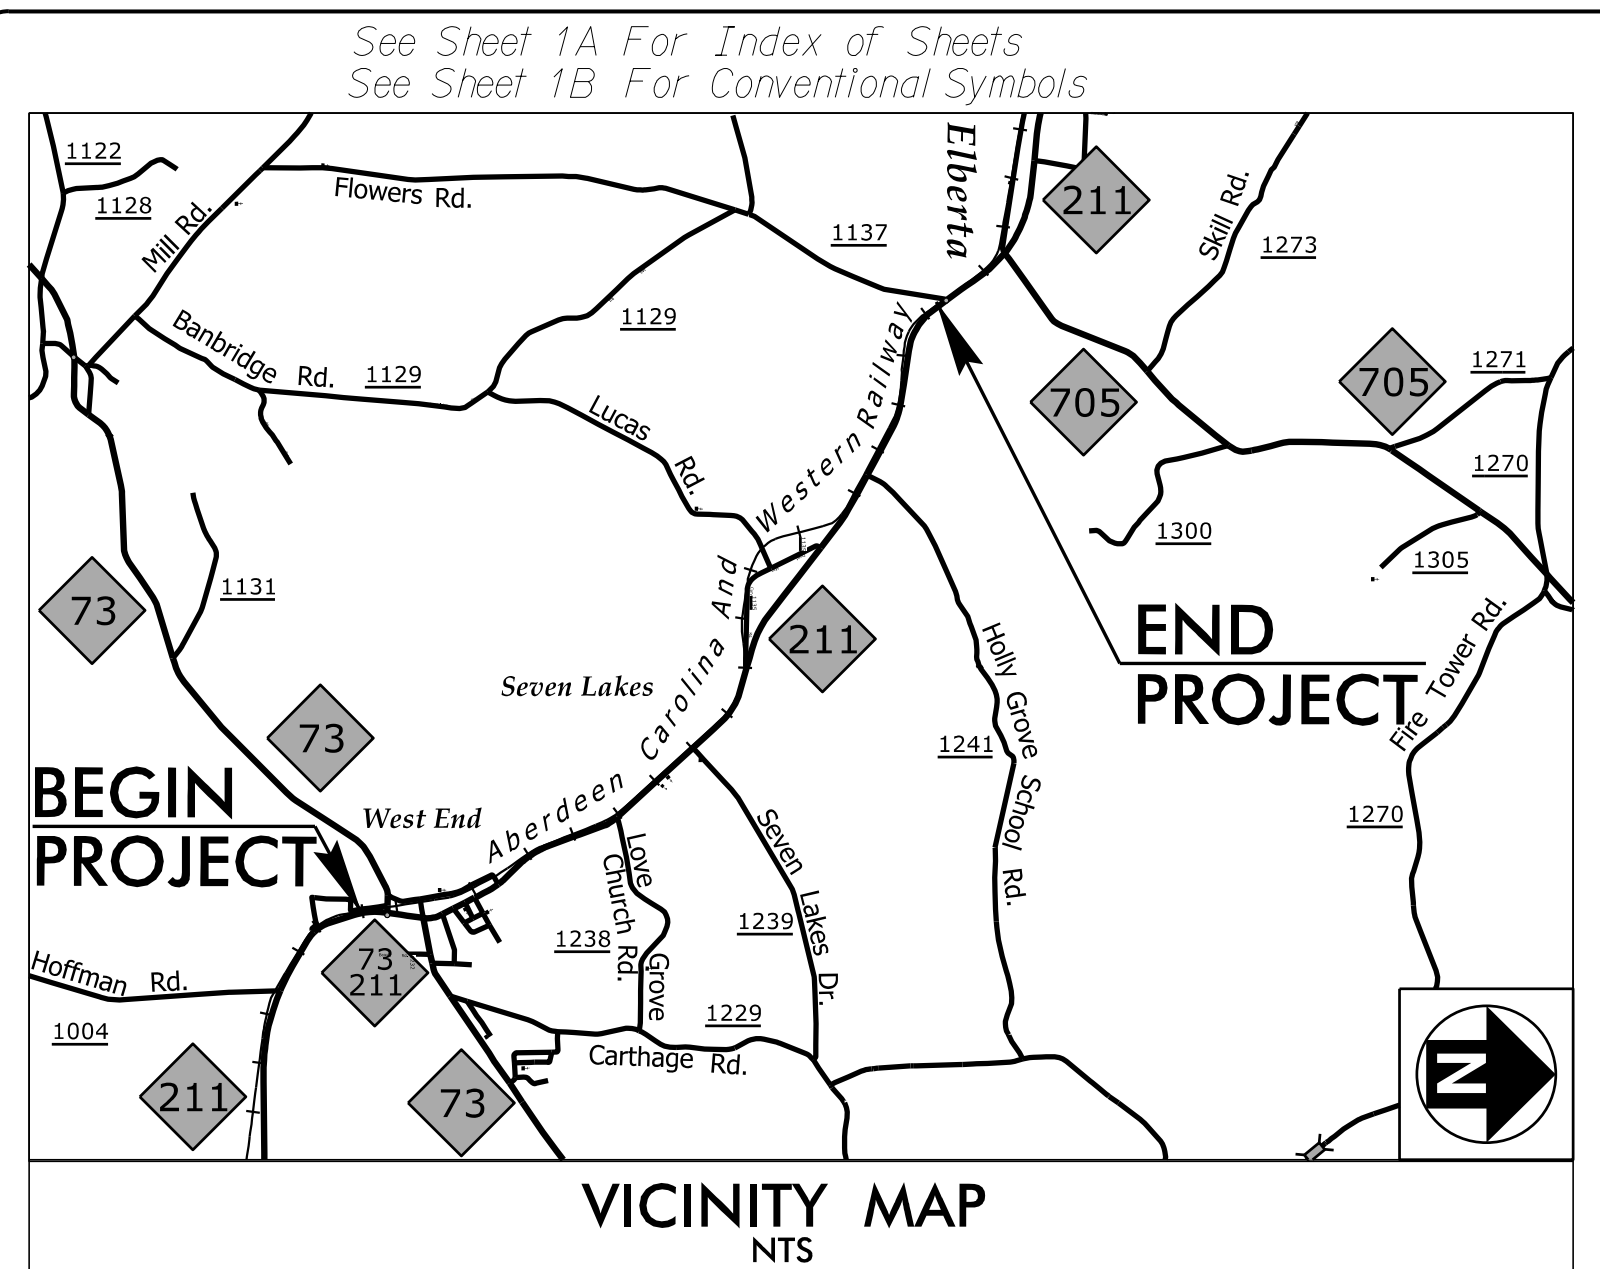 See Sheet 1A For Index of Sheets
See Sheet 1B For Conventional Symbols
1122
1128
Mill Rd.
Flowers Rd.
1137
Elberta
211
Skill Rd.
1273
Banbridge Rd.
1129
1129
Lucas Rd.
705
705
1271
1270
1300
1305
1131
73
73
Seven Lakes
West End
Aberdeen Carolina And Western Railway
211
END
PROJECT
Holly Grove School Rd.
1241
Fire Tower Rd.
1270
BEGIN
PROJECT
Love Grove
Church Rd.
1238
Seven Lakes Dr.
1239
1229
Carthage Rd.
Hoffman Rd.
1004
73
211
211
73
N
VICINITY MAP
NTS